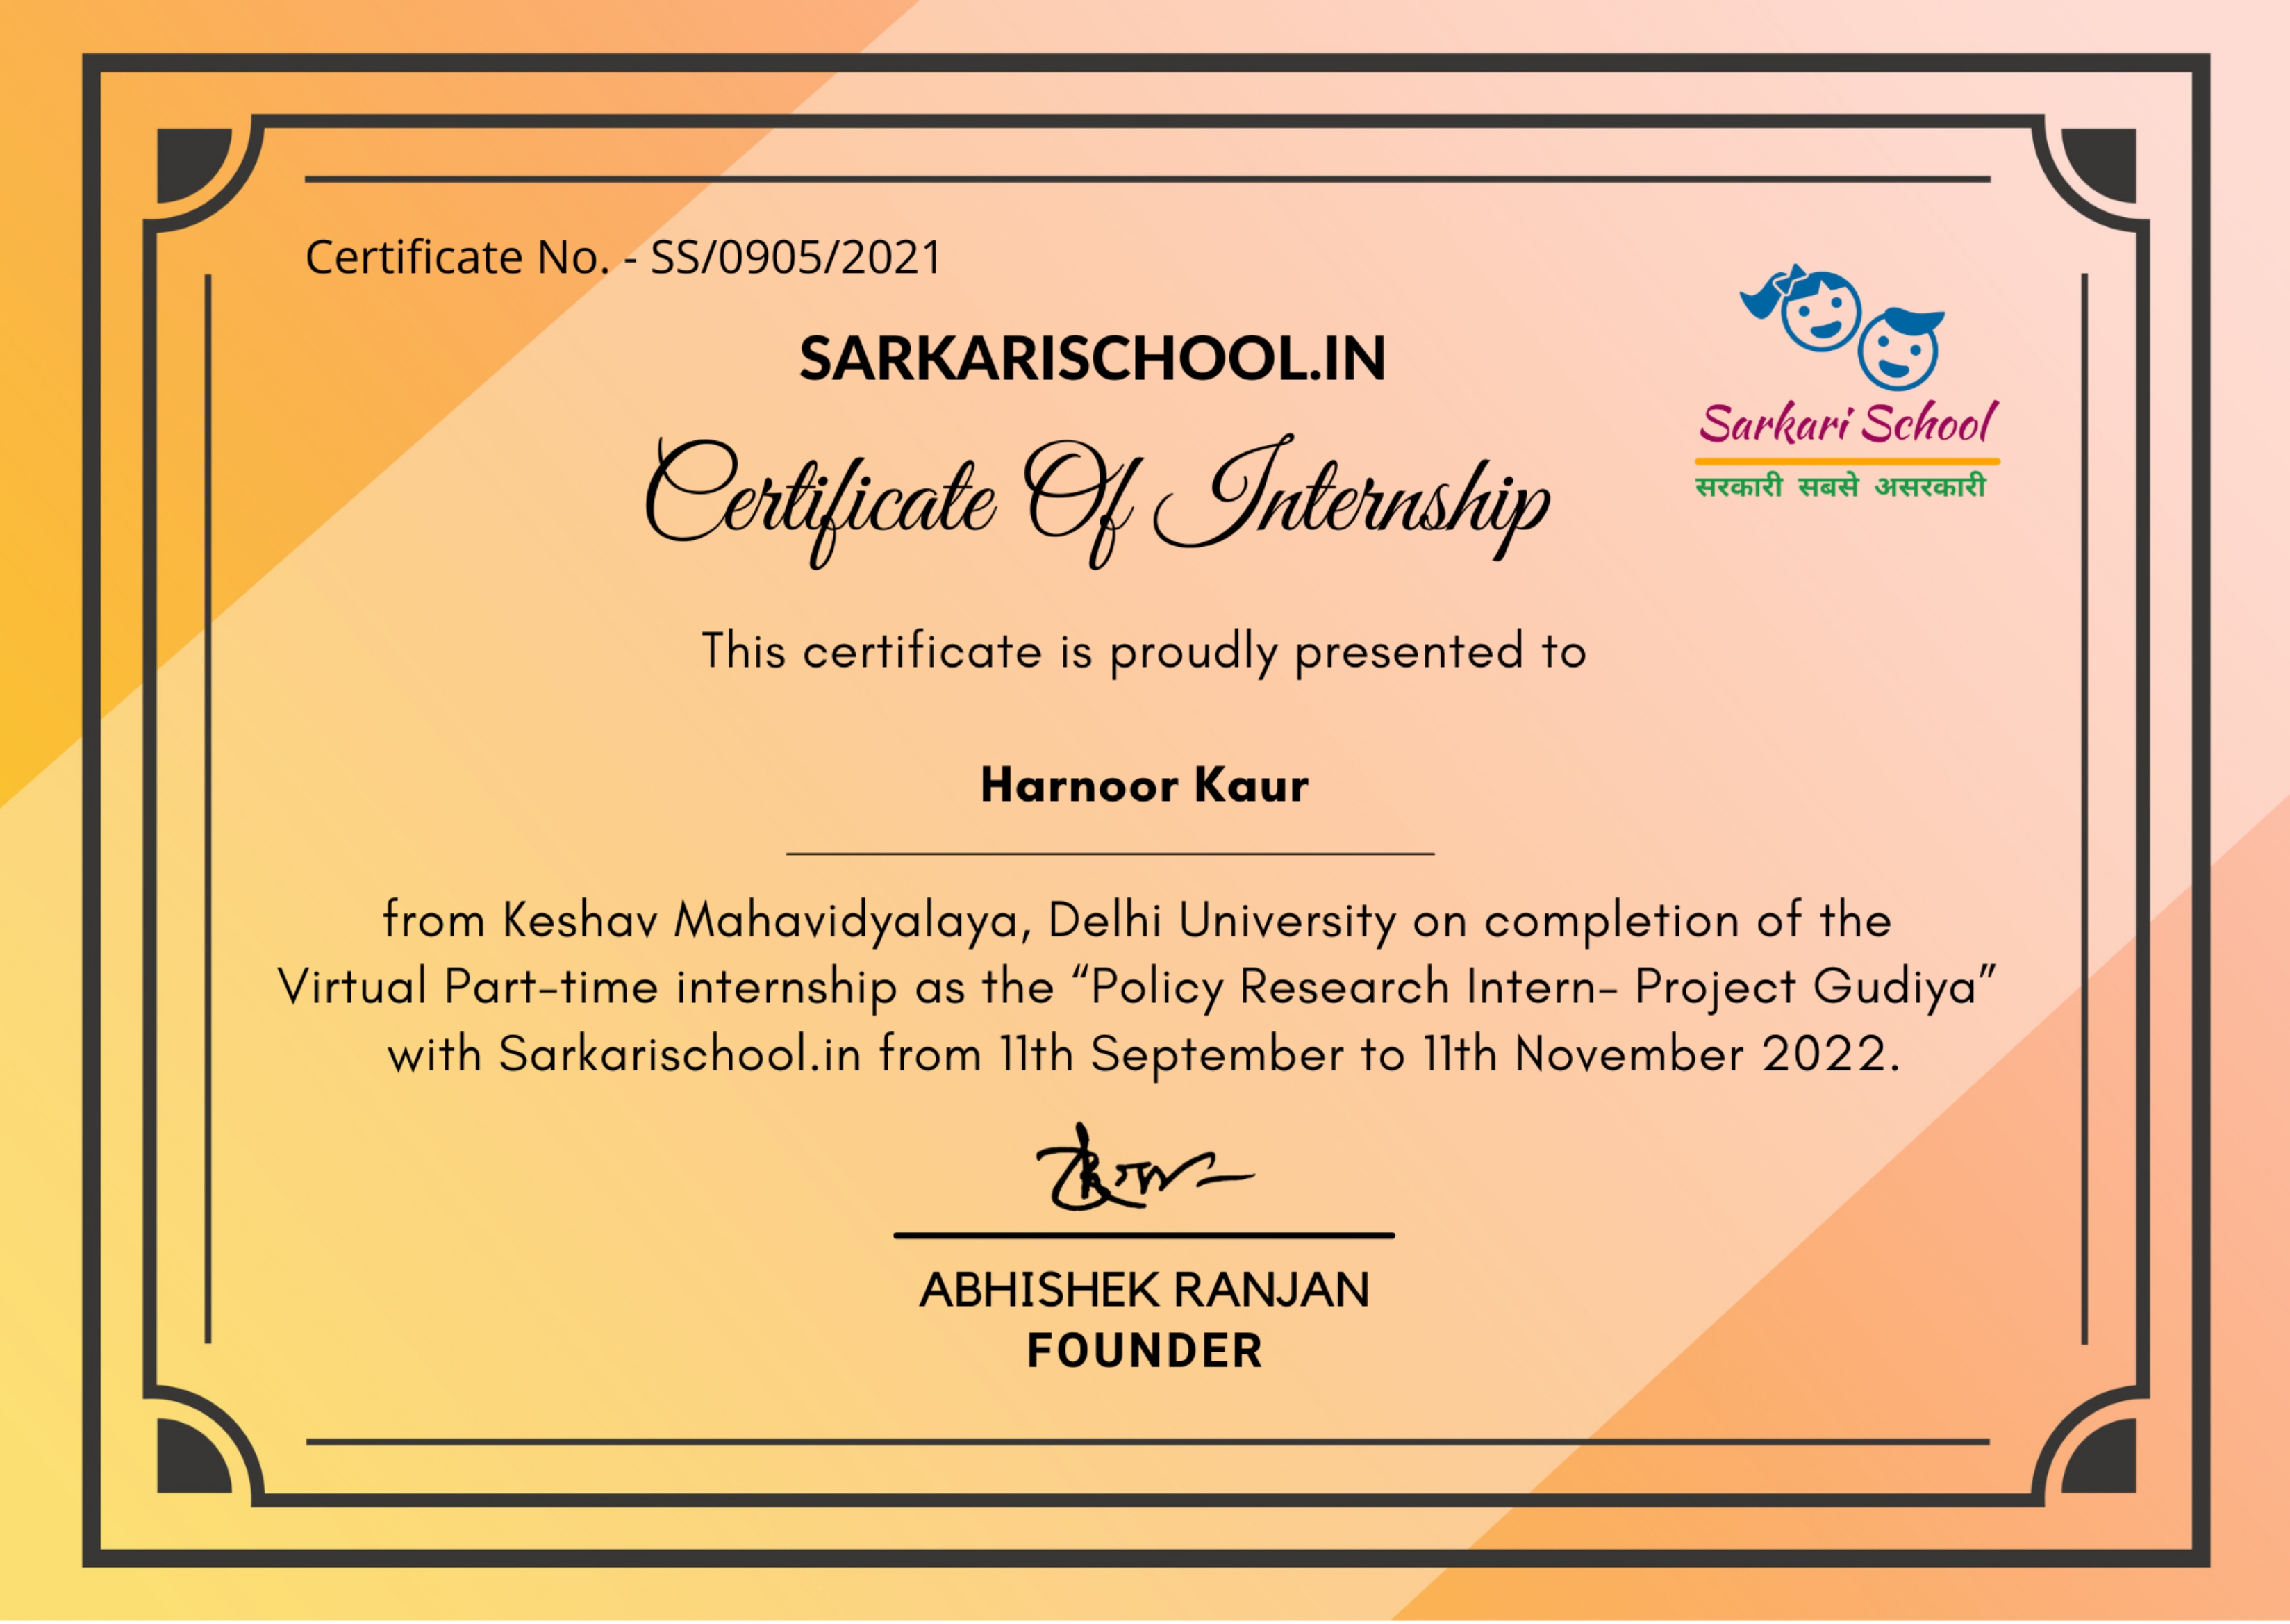 Certificate No. - SS/0905/2021
SARKARISCHOOL.IN
Certificate Of Internship
Sarkari School
सरकारी सबसे असरकारी
This certificate is proudly presented to
Harnoor Kaur
from Keshav Mahavidyalaya, Delhi University on completion of the
Virtual Part-time internship as the “Policy Research Intern- Project Gudiya”
with Sarkarischool.in from 11th September to 11th November 2022.
ABHISHEK RANJAN
FOUNDER